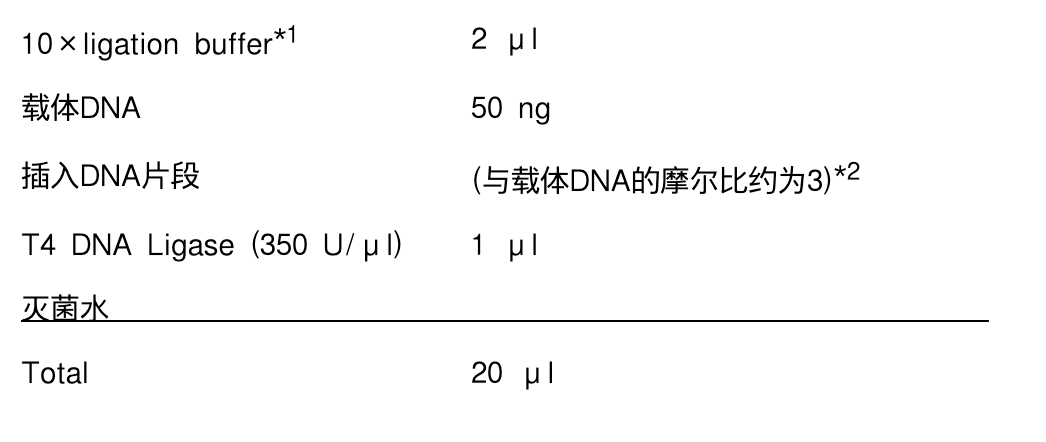 10×ligation buffer*1 2 μl
载体DNA 50 ng
插入DNA片段 (与载体DNA的摩尔比约为3)*2
T4 DNA Ligase (350 U/μl) 1 μl
灭菌水
Total 20 μl